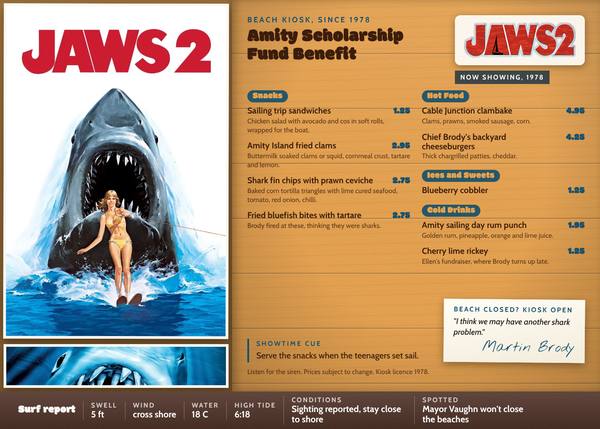 JAWS 2
BEACH KIOSK, SINCE 1978
Amity Scholarship
Fund Benefit
JAWS2
NOW SHOWING, 1978
Snacks
Sailing trip sandwiches 1.25
Chicken salad with avocado and cos in soft rolls,
wrapped for the boat.
Amity Island fried clams 2.95
Buttermilk soaked clams or squid, cornmeal crust, tartare
and lemon.
Shark fin chips with prawn ceviche 2.75
Baked corn tortilla triangles with lime cured seafood,
tomato, red onion, chilli.
Fried bluefish bites with tartare 2.75
Brody fired at these, thinking they were sharks.
Hot Food
Cable Junction clambake 4.95
Clams, prawns, smoked sausage, corn.
Chief Brody's backyard 4.25
cheeseburgers
Thick chargrilled patties, cheddar.
Ices and Sweets
Blueberry cobbler 1.25
Cold Drinks
Amity sailing day rum punch 1.95
Golden rum, pineapple, orange and lime juice.
Cherry lime rickey 1.25
Ellen's fundraiser, where Brody turns up late.
SHOWTIME CUE
Serve the snacks when the teenagers set sail.
Listen for the siren. Prices subject to change. Kiosk licence 1978.
BEACH CLOSED? KIOSK OPEN
"I think we may have another shark
problem."
Martin Brody
Surf report
SWELL
5 ft
WIND
cross shore
WATER
18 C
HIGH TIDE
6:18
CONDITIONS
Sighting reported, stay close
to shore
SPOTTED
Mayor Vaughn won't close
the beaches